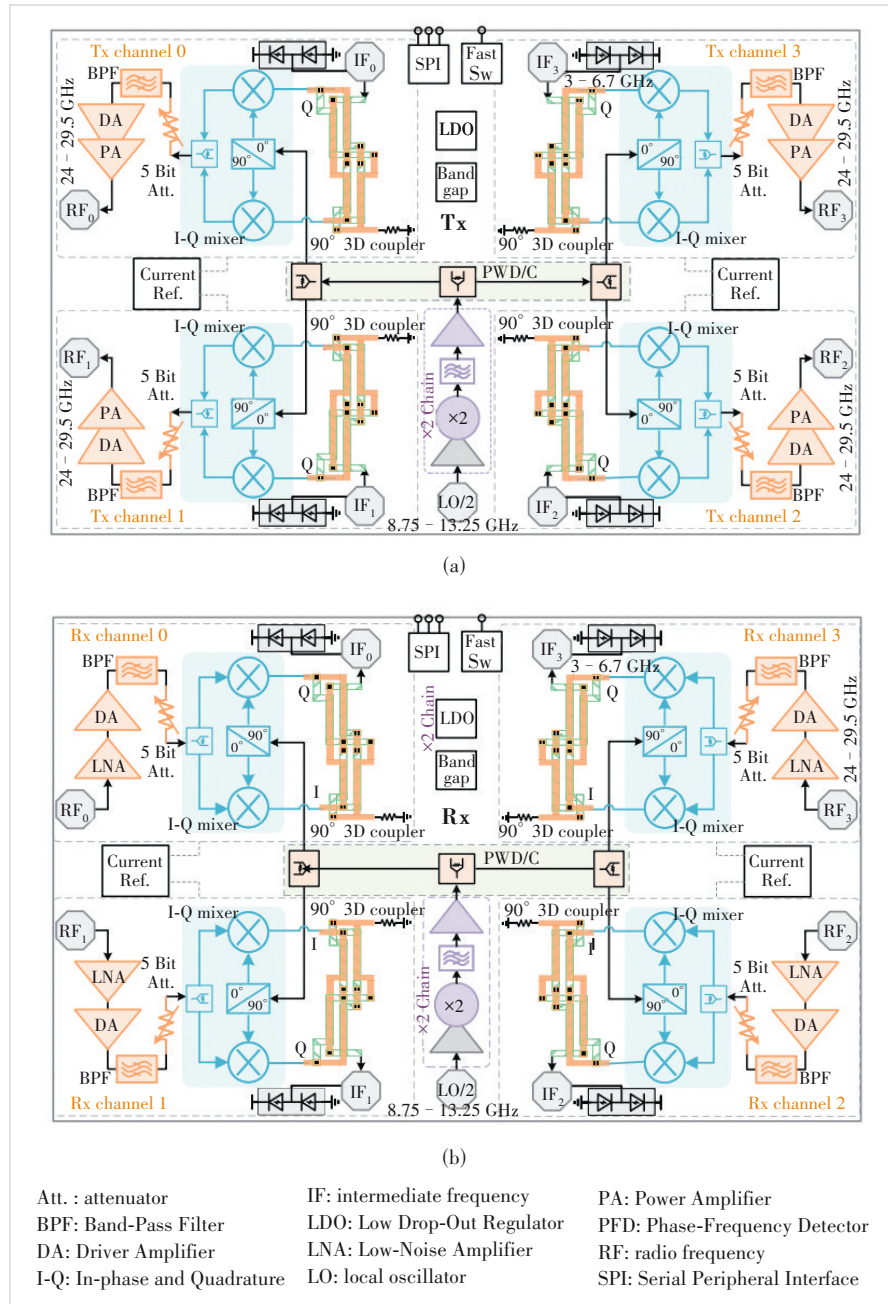 Tx channel 0
IF0
SPI
Fast
Sw
IF3
Tx channel 3
BPF
3 – 6.7 GHz
BPF
24 – 29.5 GHz
DA
PA
Q
LDO
Q
DA
PA
24 – 29.5 GHz
0°
90°
0°
90°
5 Bit
Att.
Band
gap
5 Bit
Att.
RF0
Tx
RF3
I-Q mixer
90° 3D coupler
90° 3D coupler
I-Q mixer
Current
Ref.
PWD/C
Current
Ref.
I-Q mixer
90° 3D coupler
90° 3D coupler
I-Q mixer
RF1
RF2
5 Bit
Att.
5 Bit
Att.
24 – 29.5 GHz
PA
DA
90°
0°
×2 Chain
×2
90°
0°
PA
DA
24 – 29.5 GHz
BPF
Q
Q
BPF
LO/2
Tx channel 1
IF1
8.75 – 13.25 GHz
IF2
Tx channel 2
(a)
Rx channel 0
IF0
SPI
Fast
Sw
IF3
Rx channel 3
BPF
3 – 6.7 GHz
BPF
Q
Q
DA
LNA
×2 Chain
LDO
DA
LNA
24 – 29.5 GHz
90°
0°
90°
0°
5 Bit
Att.
Band
gap
5 Bit
Att.
RF0
I
Rx
I
RF3
I-Q mixer
90° 3D coupler
90° 3D coupler
I-Q mixer
Current
Ref.
PWD/C
Current
Ref.
I-Q mixer
90° 3D coupler
90° 3D coupler
I-Q mixer
RF1
I
I
RF2
5 Bit
Att.
5 Bit
Att.
LNA
DA
0°
90°
×2 Chain
×2
0°
90°
LNA
DA
BPF
Q
Q
BPF
LO/2
Rx channel 1
IF1
8.75 – 13.25 GHz
IF2
Rx channel 2
(b)
Att. : attenuator
BPF: Band-Pass Filter
DA: Driver Amplifier
I-Q: In-phase and Quadrature
IF: intermediate frequency
LDO: Low Drop-Out Regulator
LNA: Low-Noise Amplifier
LO: local oscillator
PA: Power Amplifier
PFD: Phase-Frequency Detector
RF: radio frequency
SPI: Serial Peripheral Interface